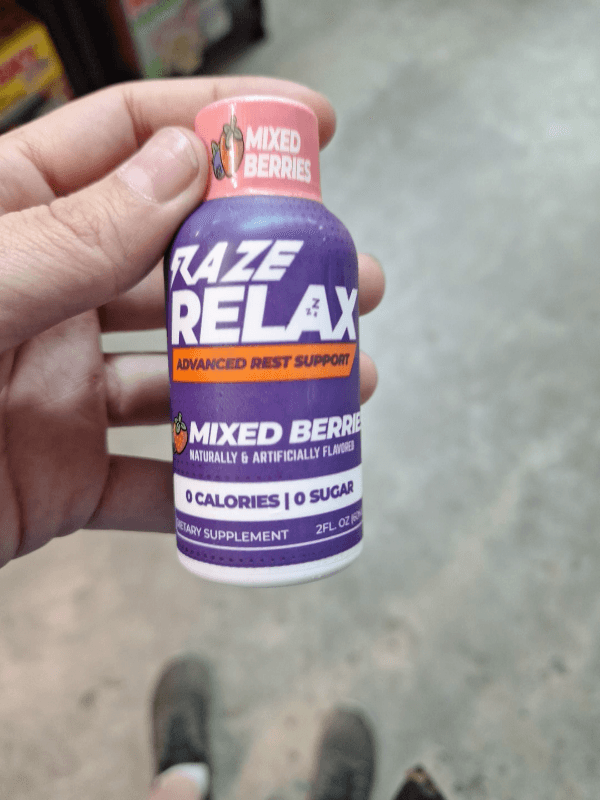 MIXED
BERRIES
RAZE
RELAX
ZZ
ADVANCED REST SUPPORT
MIXED BERRIE
NATURALLY & ARTIFICIALLY FLAVORED
0 CALORIES | 0 SUGAR
ETARY SUPPLEMENT
2FL. OZ